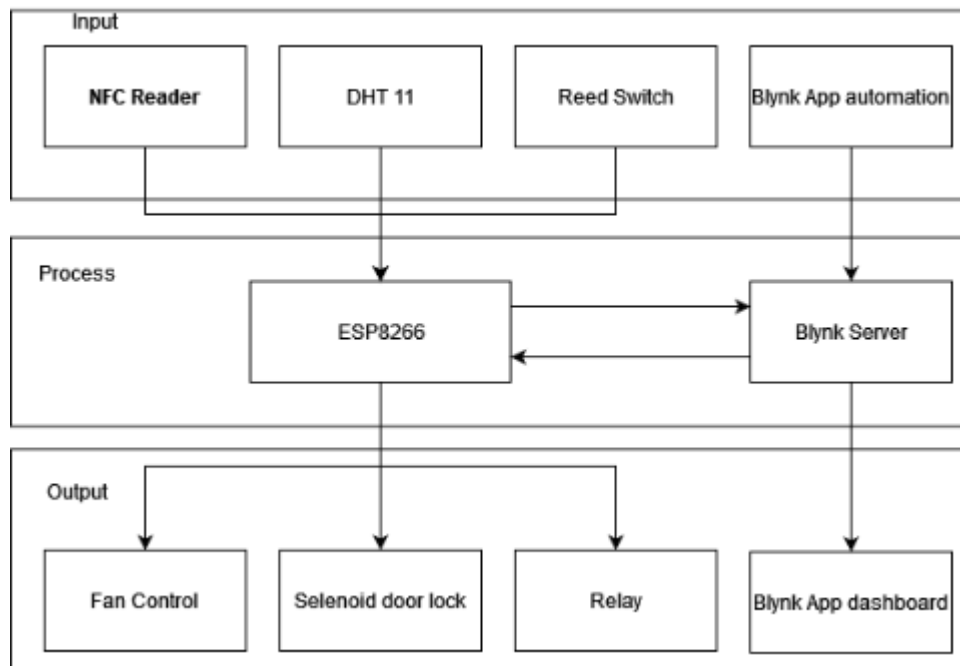 Input
NFC Reader
DHT 11
Reed Switch
Blynk App automation
Process
ESP8266
Blynk Server
Output
Fan Control
Selenoid door lock
Relay
Blynk App dashboard